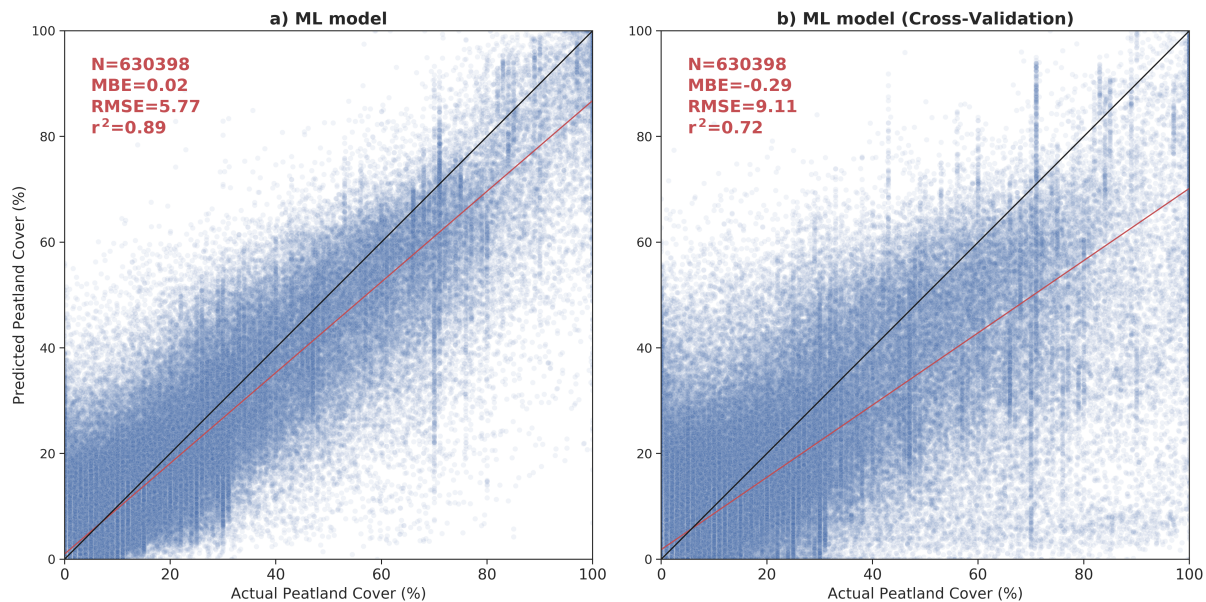 a) ML model
N=630398
MBE=0.02
RMSE=5.77
r²=0.89
100
80
60
40
20
0
Predicted Peatland Cover (%)
0 20 40 60 80 100
Actual Peatland Cover (%)
b) ML model (Cross-Validation)
N=630398
MBE=-0.29
RMSE=9.11
r²=0.72
100
80
60
40
20
0
0 20 40 60 80 100
Actual Peatland Cover (%)